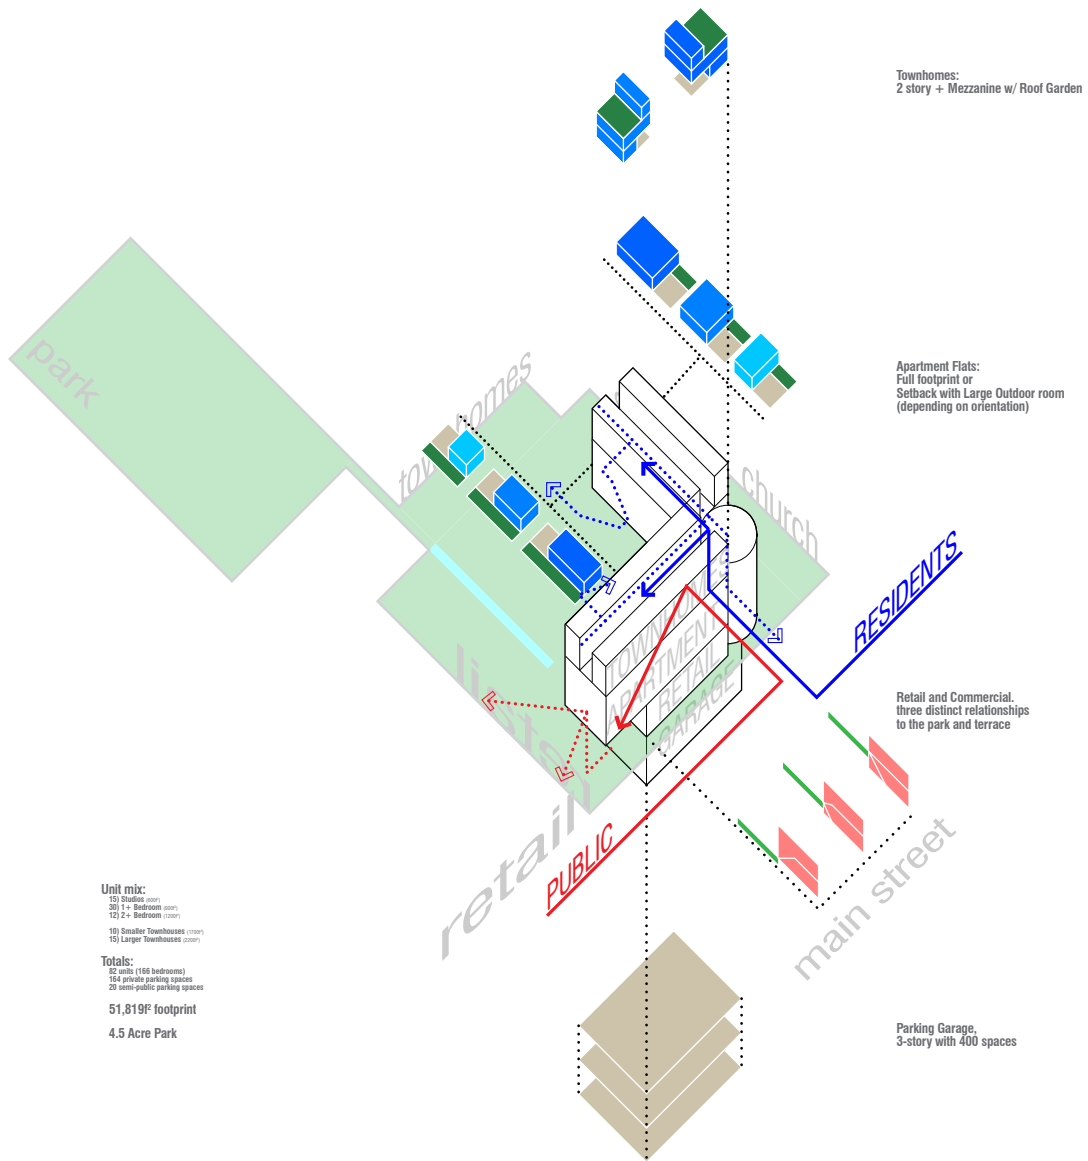 Townhomes:
2 story + Mezzanine w/ Roof Garden
Apartment Flats:
Full footprint or
Setback with Large Outdoor room
(depending on orientation)
park
townhomes
church
RESIDENTS
TOWNHOMES
APARTMENT
RETAIL
GARAGE
Retail and Commercial.
three distinct relationships
to the park and terrace
retail
PUBLIC
main street
Unit mix:
15) Studios
30) 1+ Bedroom
12) 2+ Bedroom
10) Smaller Townhouses
15) Larger Townhouses
Totals:
82 units (166 bedrooms)
164 private parking spaces
20 semi-public parking spaces
51,819f² footprint
4.5 Acre Park
Parking Garage,
3-story with 400 spaces